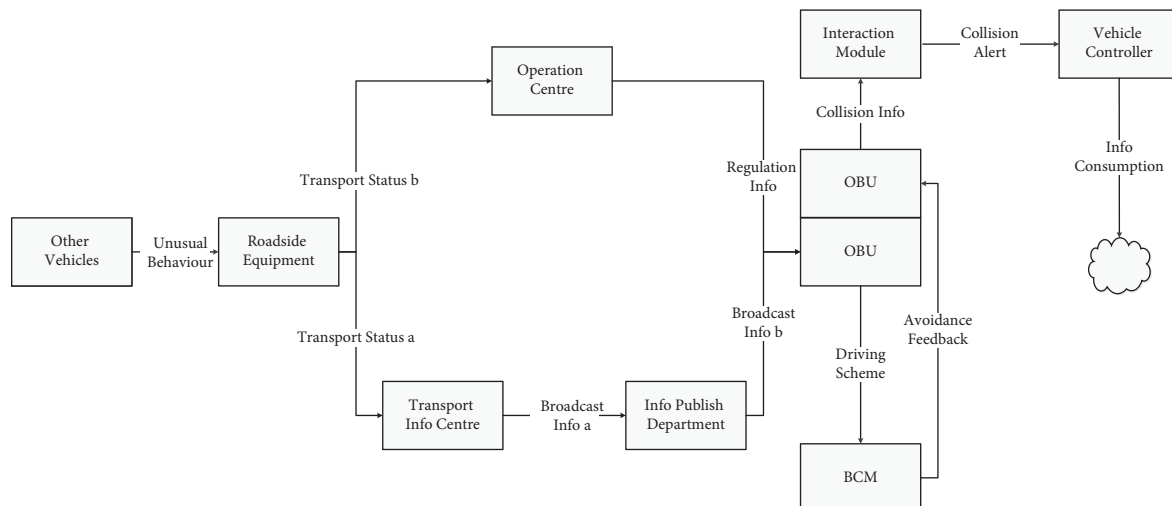 Interaction
Module
Collision
Alert
Vehicle
Controller
Operation
Centre
Collision Info
Info
Consumption
Transport Status b
Regulation
Info
OBU
Other
Vehicles
Unusual
Behaviour
Roadside
Equipment
OBU
Transport Status a
Broadcast
Info b
Driving
Scheme
Avoidance
Feedback
Transport
Info Centre
Broadcast
Info a
Info Publish
Department
BCM